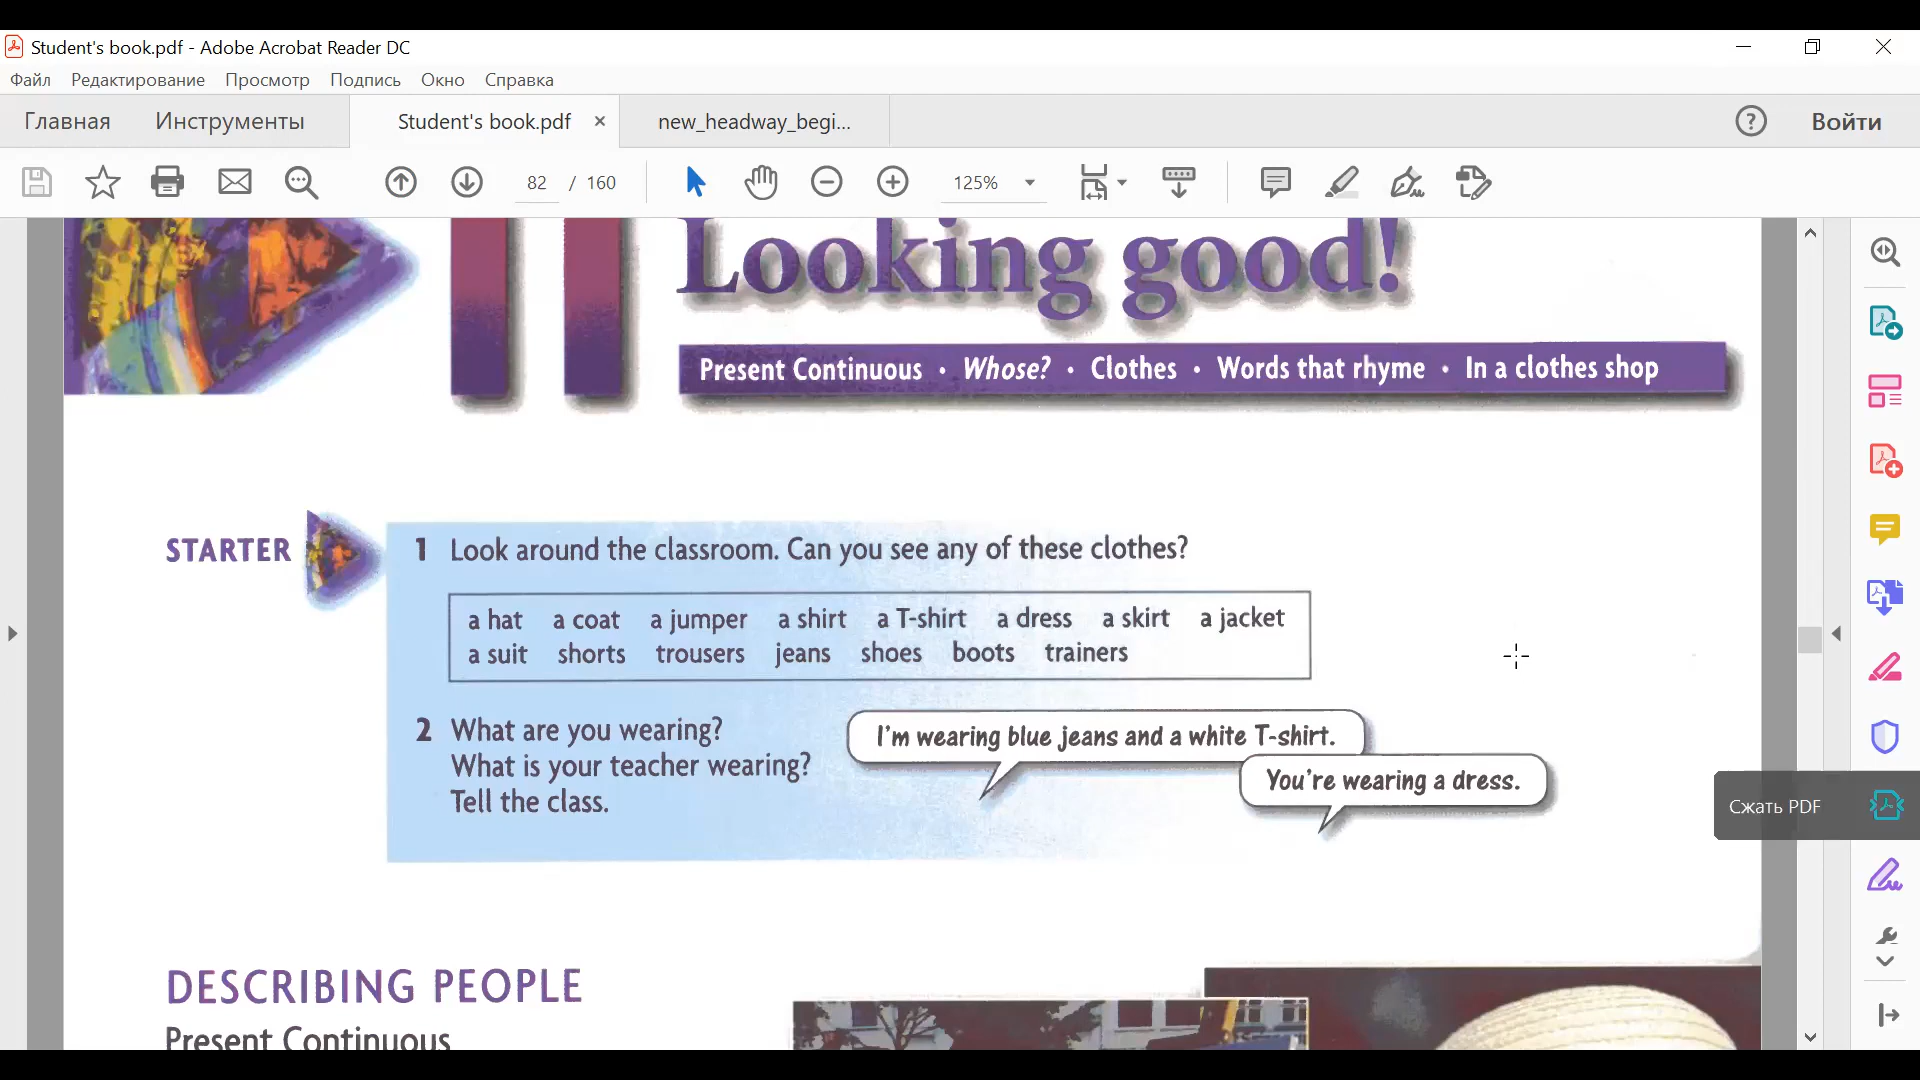 Student's book.pdf - Adobe Acrobat Reader DC
Файл Редактирование Просмотр Подпись Окно Справка
Главная Инструменты Student's book.pdf new_headway_begi... Войти
82 / 160 125%
11 Looking good!
Present Continuous • Whose? • Clothes • Words that rhyme • In a clothes shop
STARTER
1 Look around the classroom. Can you see any of these clothes?
a hat a coat a jumper a shirt a T-shirt a dress a skirt a jacket
a suit shorts trousers jeans shoes boots trainers
2 What are you wearing?
What is your teacher wearing?
Tell the class.
I'm wearing blue jeans and a white T-shirt.
You're wearing a dress.
Сжать PDF
DESCRIBING PEOPLE
Present Continuous